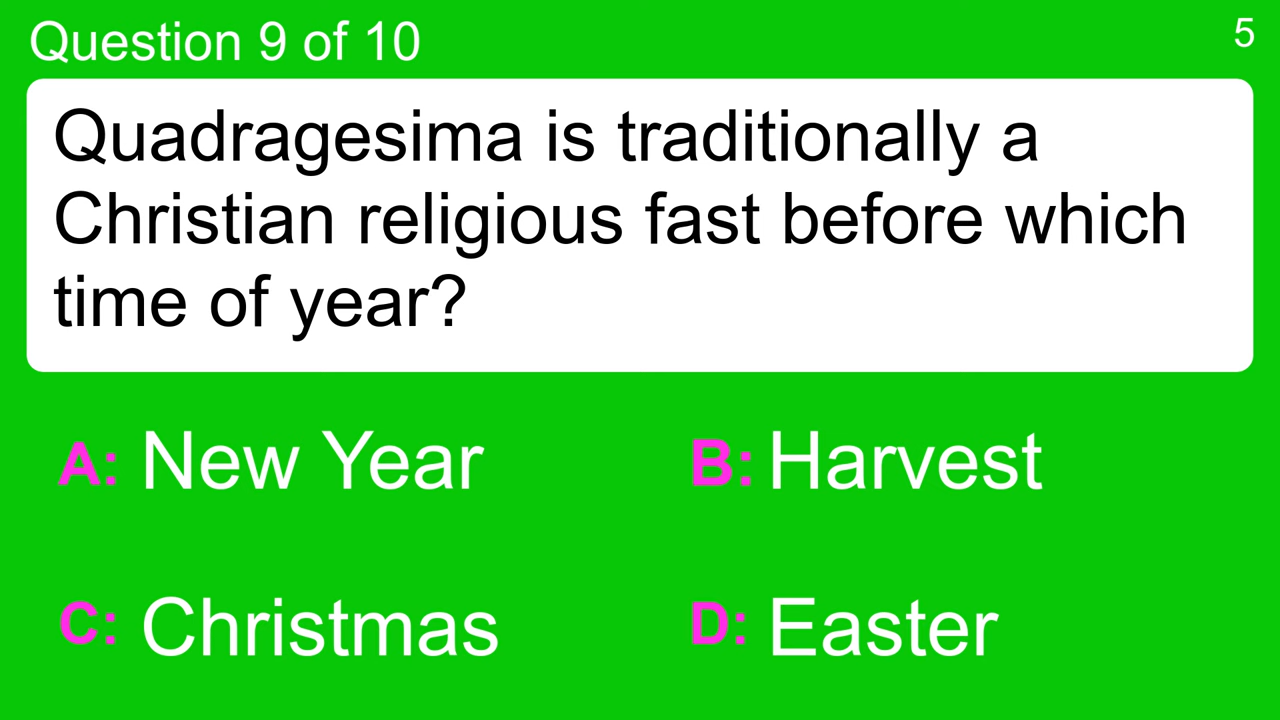 Question 9 of 10
5
Quadragesima is traditionally a
Christian religious fast before which
time of year?
A: New Year
B: Harvest
C: Christmas
D: Easter